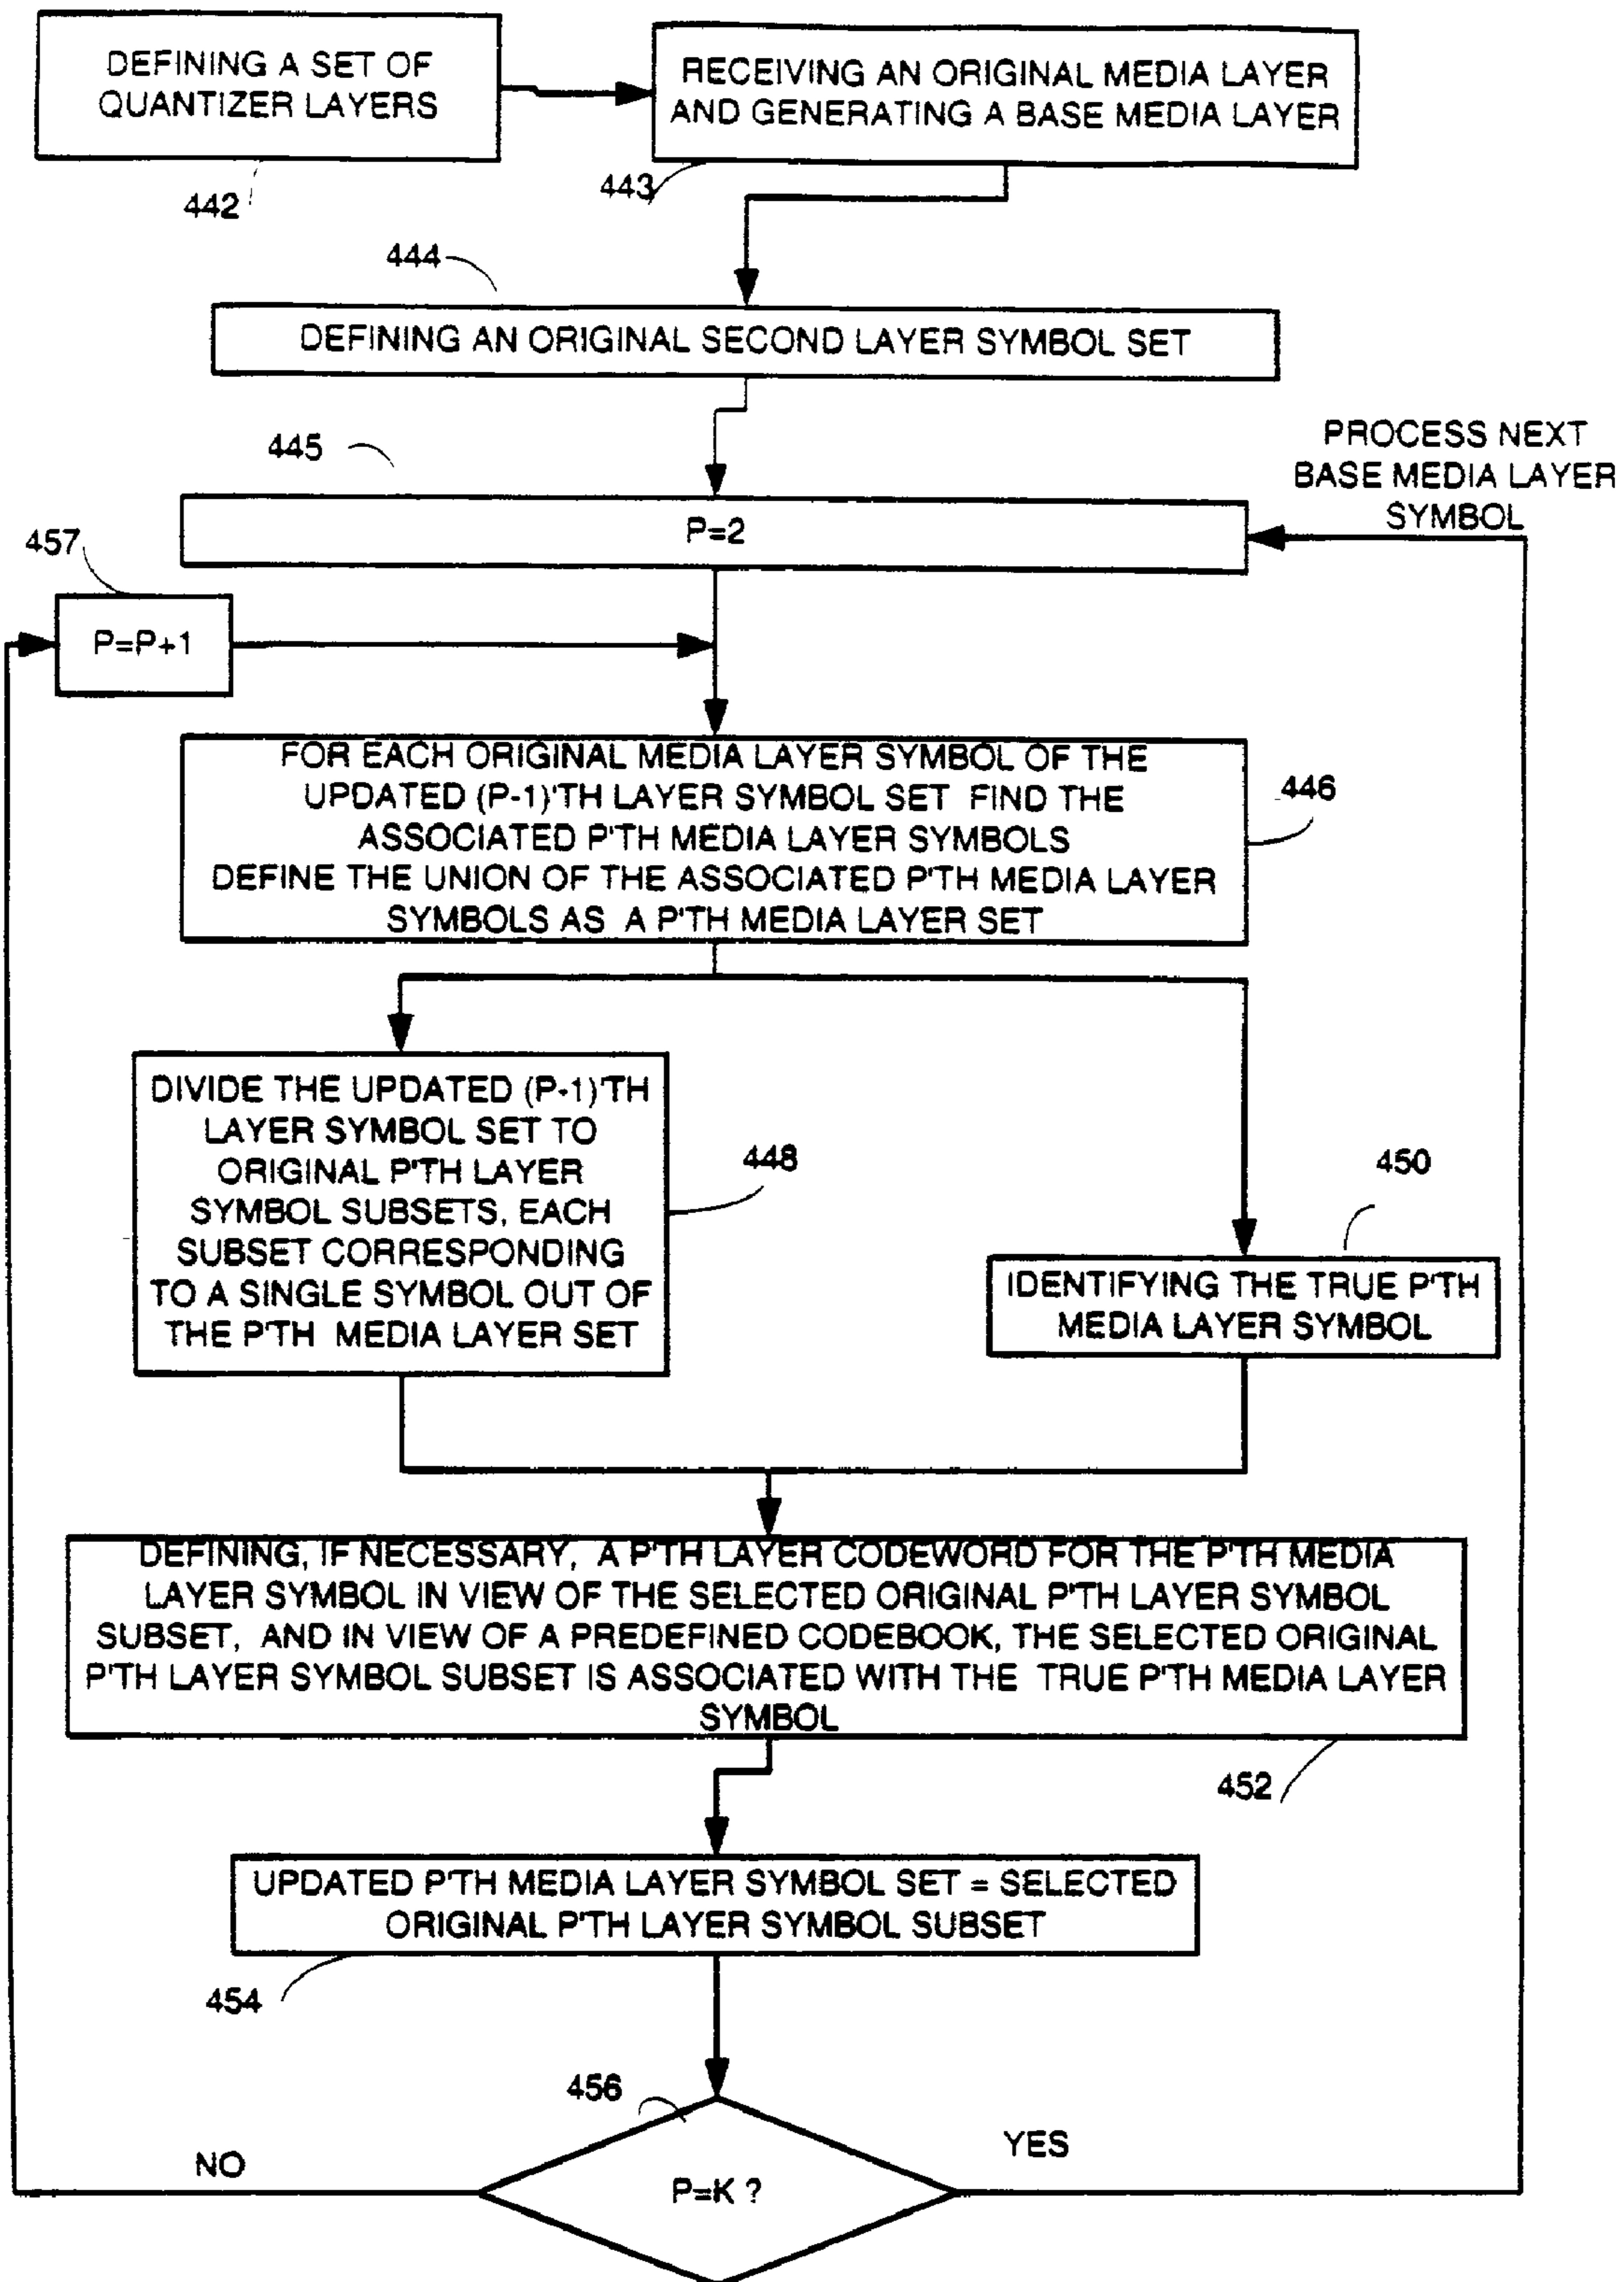 DEFINING A SET OF
QUANTIZER LAYERS
442
RECEIVING AN ORIGINAL MEDIA LAYER
AND GENERATING A BASE MEDIA LAYER
443
444
DEFINING AN ORIGINAL SECOND LAYER SYMBOL SET
445
PROCESS NEXT
BASE MEDIA LAYER
SYMBOL
P=2
457
P=P+1
FOR EACH ORIGINAL MEDIA LAYER SYMBOL OF THE
UPDATED (P-1)'TH LAYER SYMBOL SET FIND THE
ASSOCIATED P'TH MEDIA LAYER SYMBOLS
DEFINE THE UNION OF THE ASSOCIATED P'TH MEDIA LAYER
SYMBOLS AS A P'TH MEDIA LAYER SET
446
DIVIDE THE UPDATED (P-1)'TH
LAYER SYMBOL SET TO
ORIGINAL P'TH LAYER
SYMBOL SUBSETS, EACH
SUBSET CORRESPONDING
TO A SINGLE SYMBOL OUT OF
THE P'TH MEDIA LAYER SET
448
450
IDENTIFYING THE TRUE P'TH
MEDIA LAYER SYMBOL
DEFINING, IF NECESSARY, A P'TH LAYER CODEWORD FOR THE P'TH MEDIA
LAYER SYMBOL IN VIEW OF THE SELECTED ORIGINAL P'TH LAYER SYMBOL
SUBSET, AND IN VIEW OF A PREDEFINED CODEBOOK, THE SELECTED ORIGINAL
P'TH LAYER SYMBOL SUBSET IS ASSOCIATED WITH THE TRUE P'TH MEDIA LAYER
SYMBOL
452
UPDATED P'TH MEDIA LAYER SYMBOL SET = SELECTED
ORIGINAL P'TH LAYER SYMBOL SUBSET
454
456
NO
P=K ?
YES